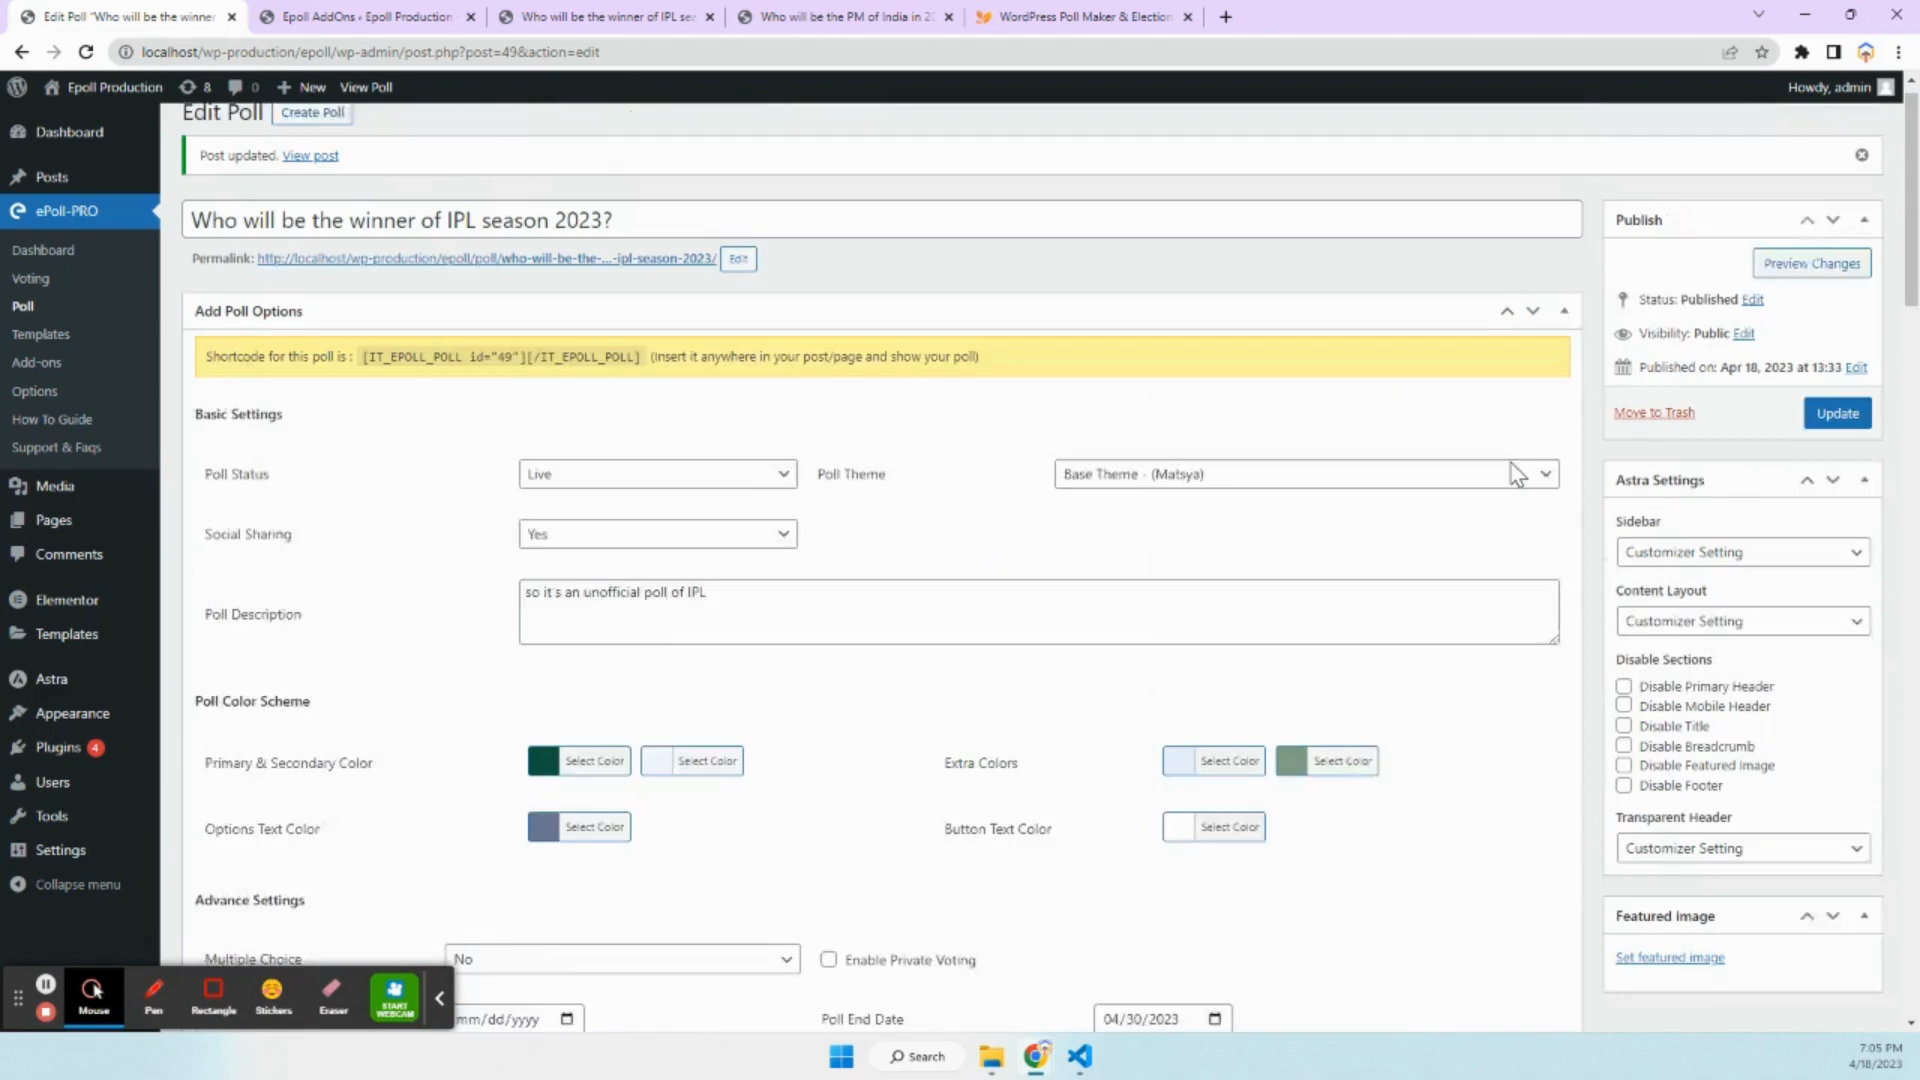 Edit Poll "Who will be the winner
Epoll AddOns ‹ Epoll Production
Who will be the winner of IPL sea
Who will be the PM of India in 20
WordPress Poll Maker & Election
localhost/wp-production/epoll/wp-admin/post.php?post=49&action=edit
Epoll Production
8
0
New
View Poll
Howdy, admin
Dashboard
Posts
ePoll-PRO
Dashboard
Voting
Poll
Templates
Add-ons
Options
How To Guide
Support & Faqs
Media
Pages
Comments
Elementor
Templates
Astra
Appearance
Plugins 4
Users
Tools
Settings
Collapse menu
Edit Poll
Create Poll
Post updated. View post
Who will be the winner of IPL season 2023?
Permalink: http://localhost/wp-production/epoll/poll/who-will-be-the-...-ipl-season-2023/ Edit
Add Poll Options
Shortcode for this poll is : [IT_EPOLL_POLL id="49"][/IT_EPOLL_POLL] (Insert it anywhere in your post/page and show your poll)
Basic Settings
Poll Status
Live
Poll Theme
Base Theme - (Matsya)
Social Sharing
Yes
Poll Description
so it's an unofficial poll of IPL
Poll Color Scheme
Primary & Secondary Color
Select Color
Select Color
Extra Colors
Select Color
Select Color
Options Text Color
Select Color
Button Text Color
Select Color
Advance Settings
Multiple Choice
No
Enable Private Voting
mm/dd/yyyy
Poll End Date
04/30/2023
Publish
Preview Changes
Status: Published Edit
Visibility: Public Edit
Published on: Apr 18, 2023 at 13:33 Edit
Move to Trash
Update
Astra Settings
Sidebar
Customizer Setting
Content Layout
Customizer Setting
Disable Sections
Disable Primary Header
Disable Mobile Header
Disable Title
Disable Breadcrumb
Disable Featured Image
Disable Footer
Transparent Header
Customizer Setting
Featured image
Set featured image
Mouse
Pen
Rectangle
Stickers
Eraser
START
WEBCAM
Search
7:05 PM
4/18/2023